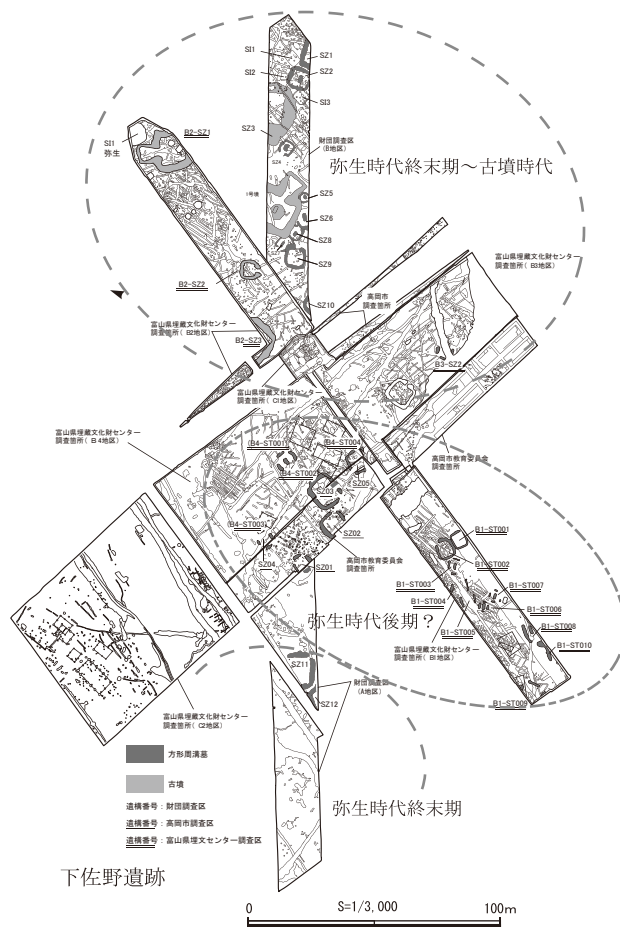 SI1
SZ1
SI2
SZ2
SI3
SZ3
財団調査区
(B地区)
SZ4
B2-SZ1
SI1
弥生
弥生時代終末期～古墳時代
1号墳
SZ5
SZ6
SZ8
SZ9
B2-SZ2
SZ10
富山県埋蔵文化財センター
調査箇所( B3地区)
高岡市
調査箇所
富山県埋蔵文化財センター
調査箇所( B2地区)
B2-SZ3
B3-SZ2
富山県埋蔵文化財センター
調査箇所( C1地区)
富山県埋蔵文化財センター
調査箇所( B4地区)
B4-ST001
B4-ST004
高岡市教育委員会
調査箇所
B4-ST002
SZ03
SZ05
B4-ST003
SZ02
高岡市教育委員会
調査箇所
SZ04
SZ01
B1-ST001
B1-ST002
B1-ST003
B1-ST007
B1-ST004
B1-ST006
B1-ST005
B1-ST008
富山県埋蔵文化財センター
調査箇所( B1地区)
B1-ST010
B1-ST009
弥生時代後期？
SZ11
財団調査区
(A地区)
SZ12
富山県埋蔵文化財センター
調査箇所( C2地区)
方形周溝墓
古墳
遺構番号：財団調査区
遺構番号：高岡市調査区
遺構番号：富山県埋文センター調査区
弥生時代終末期
下佐野遺跡
S=1/3,000
0
100m